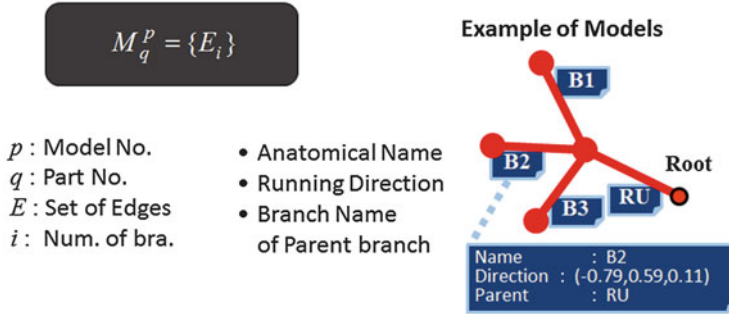 M^p_q = {E_i}
p : Model No.
q : Part No.
E : Set of Edges
i : Num. of bra.
• Anatomical Name
• Running Direction
• Branch Name
of Parent branch
Example of Models
B1
B2
B3
RU
Root
Name : B2
Direction : (-0.79,0.59,0.11)
Parent : RU